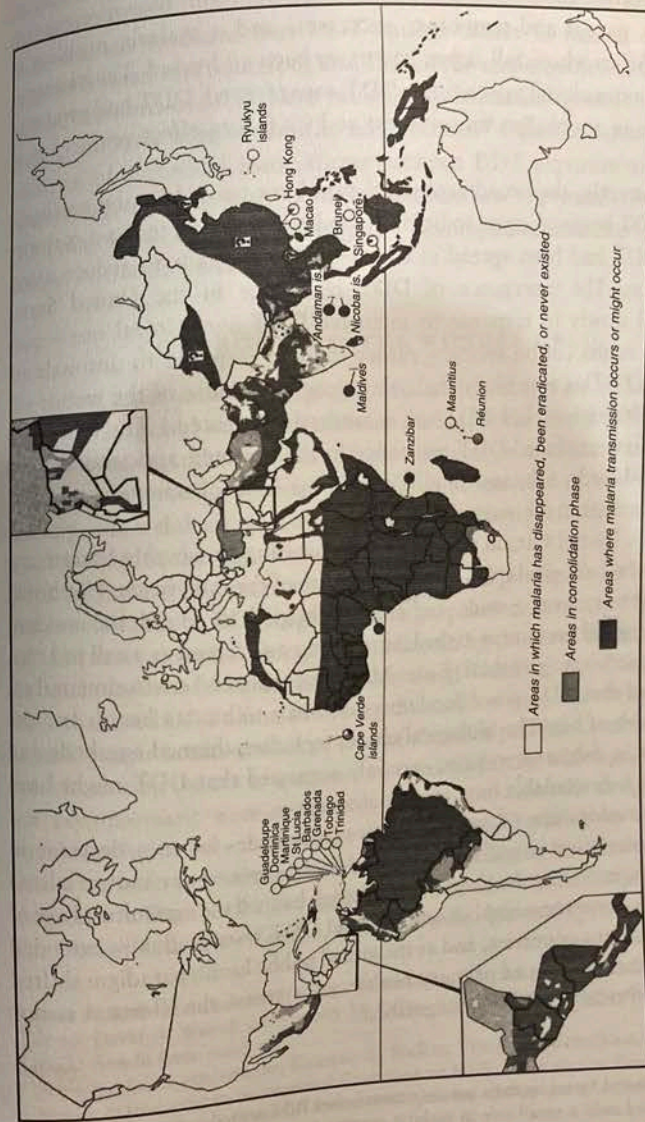 Guadeloupe
Dominica
Martinique
St Lucia
Barbados
Grenada
Tobago
Trinidad
Cape Verde
islands
Zanzibar
Mauritius
Réunion
Maldives
Andaman is.
Nicobar is.
Singapore
Brunei
Macao
Hong Kong
Ryukyu
islands
?
?
Areas in which malaria has disappeared, been eradicated, or never existed
Areas in consolidation phase
Areas where malaria transmission occurs or might occur